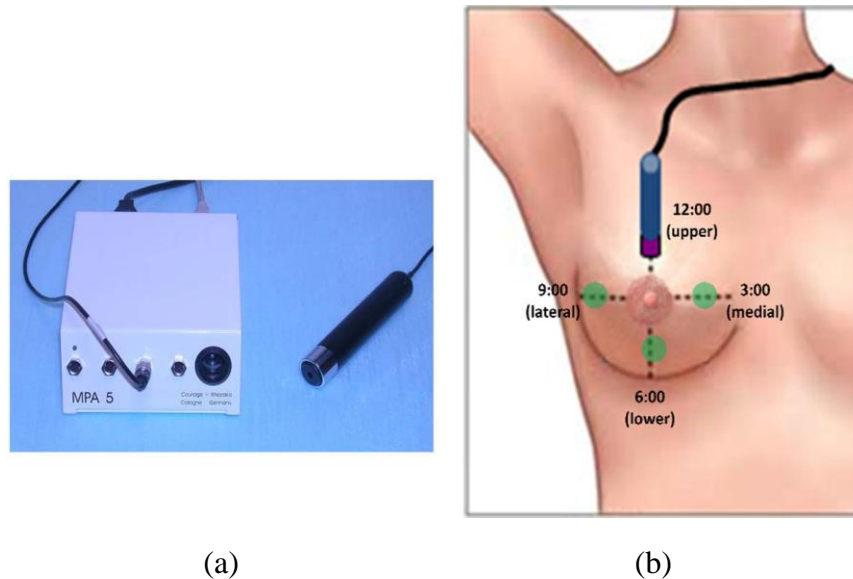 MPA 5
Courage + Khazaka
Cologne Germany
12:00
(upper)
9:00
(lateral)
3:00
(medial)
6:00
(lower)
(a)
(b)